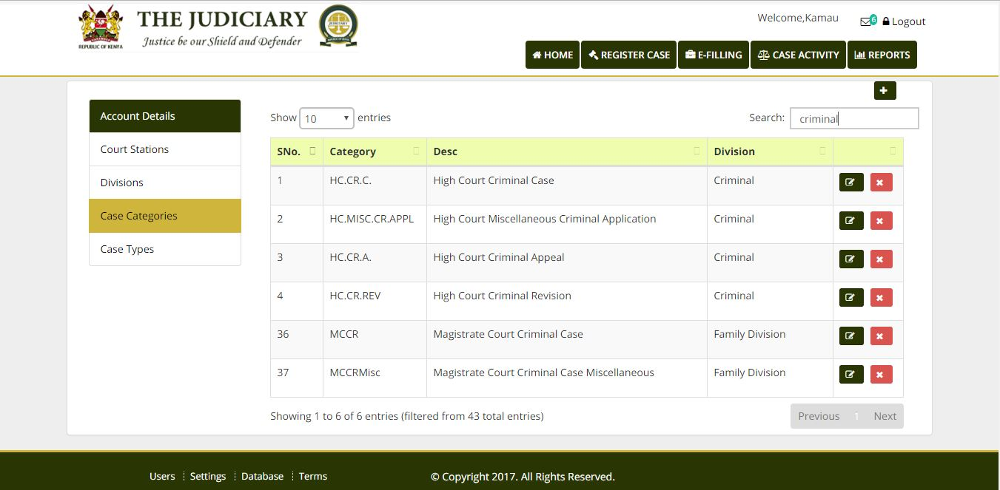 THE JUDICIARY
Justice be our Shield and Defender
REPUBLIC OF KENYA
Welcome,Kamau
6
Logout
HOME
REGISTER CASE
E-FILLING
CASE ACTIVITY
REPORTS
Account Details
Court Stations
Divisions
Case Categories
Case Types
Show 10 entries
Search: criminal
SNo. Category Desc Division
1 HC.CR.C. High Court Criminal Case Criminal
2 HC.MISC.CR.APPL High Court Miscellaneous Criminal Application Criminal
3 HC.CR.A. High Court Criminal Appeal Criminal
4 HC.CR.REV High Court Criminal Revision Criminal
36 MCCR Magistrate Court Criminal Case Family Division
37 MCCRMisc Magistrate Court Criminal Case Miscellaneous Family Division
Showing 1 to 6 of 6 entries (filtered from 43 total entries)
Previous 1 Next
Users Settings Database Terms
© Copyright 2017. All Rights Reserved.